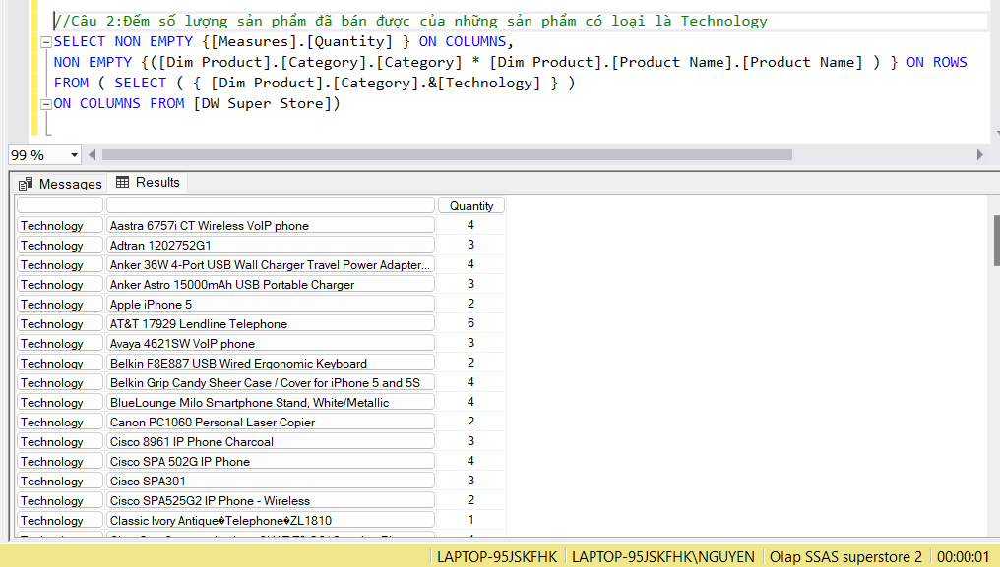 //Câu 2:Đếm số lượng sản phẩm đã bán được của những sản phẩm có loại là Technology
SELECT NON EMPTY {[Measures].[Quantity] } ON COLUMNS,
NON EMPTY {([Dim Product].[Category].[Category] * [Dim Product].[Product Name].[Product Name] ) } ON ROWS
FROM ( SELECT ( { [Dim Product].[Category].&[Technology] } )
ON COLUMNS FROM [DW Super Store])
99 %
Messages Results
Quantity
Technology Aastra 6757i CT Wireless VoIP phone 4
Technology Adtran 1202752G1 3
Technology Anker 36W 4-Port USB Wall Charger Travel Power Adapter... 4
Technology Anker Astro 15000mAh USB Portable Charger 3
Technology Apple iPhone 5 2
Technology AT&T 17929 Lendline Telephone 6
Technology Avaya 4621SW VoIP phone 3
Technology Belkin F8E887 USB Wired Ergonomic Keyboard 2
Technology Belkin Grip Candy Sheer Case / Cover for iPhone 5 and 5S 4
Technology BlueLounge Milo Smartphone Stand, White/Metallic 4
Technology Canon PC1060 Personal Laser Copier 2
Technology Cisco 8961 IP Phone Charcoal 3
Technology Cisco SPA 502G IP Phone 4
Technology Cisco SPA301 3
Technology Cisco SPA525G2 IP Phone - Wireless 2
Technology Classic Ivory Antique�Telephone�ZL1810 1
LAPTOP-95JSKFHK LAPTOP-95JSKFHK\NGUYEN Olap SSAS superstore 2 00:00:01